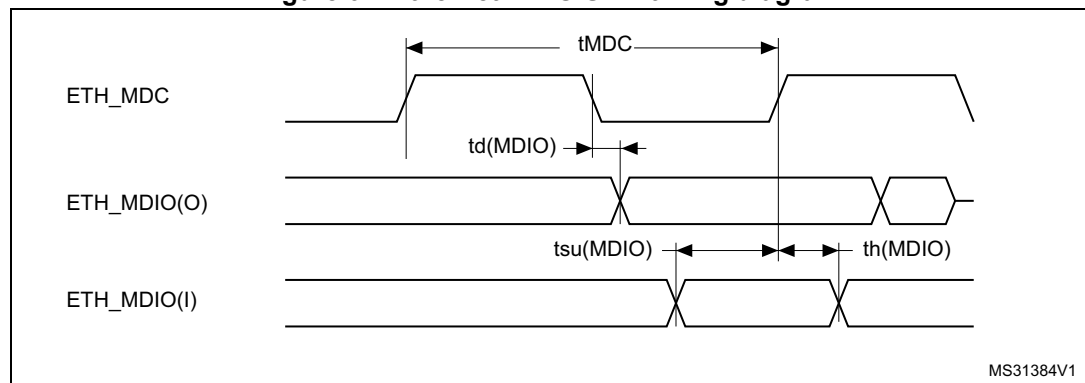 tMDC
ETH_MDC
td(MDIO)
ETH_MDIO(O)
tsu(MDIO)
th(MDIO)
ETH_MDIO(I)
MS31384V1